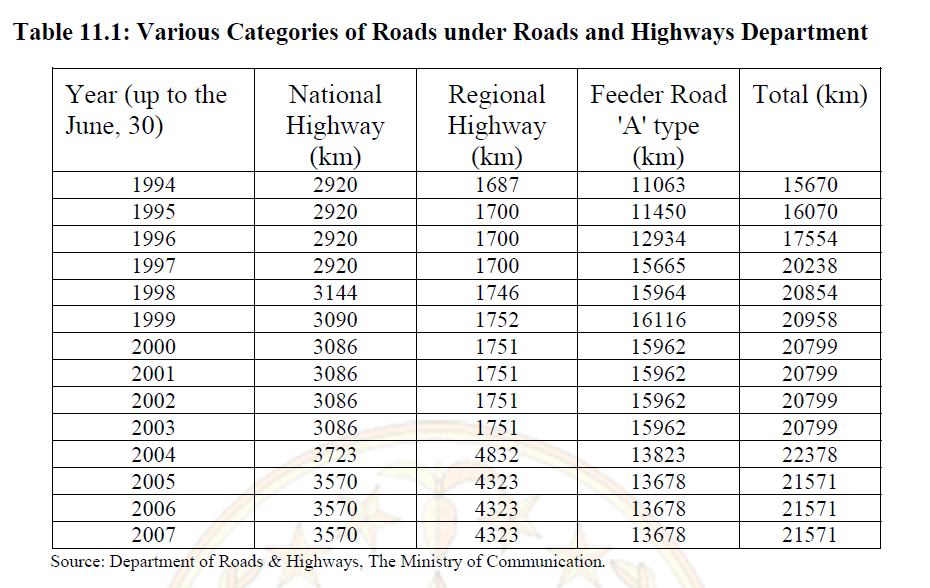 Table 11.1: Various Categories of Roads under Roads and Highways Department
Year (up to the National Regional Feeder Road Total (km)
June, 30) Highway Highway 'A' type
(km) (km) (km)
1994 2920 1687 11063 15670
1995 2920 1700 11450 16070
1996 2920 1700 12934 17554
1997 2920 1700 15665 20238
1998 3144 1746 15964 20854
1999 3090 1752 16116 20958
2000 3086 1751 15962 20799
2001 3086 1751 15962 20799
2002 3086 1751 15962 20799
2003 3086 1751 15962 20799
2004 3723 4832 13823 22378
2005 3570 4323 13678 21571
2006 3570 4323 13678 21571
2007 3570 4323 13678 21571
Source: Department of Roads & Highways, The Ministry of Communication.